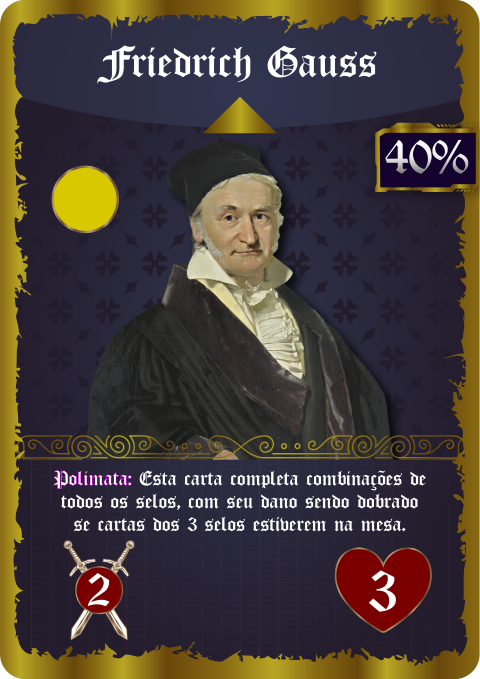 Friedrich Gauss
40%
Polimata: Esta carta completa combinações de
todos os selos, com seu dano sendo dobrado
se cartas dos 3 selos estiverem na mesa.
2
3